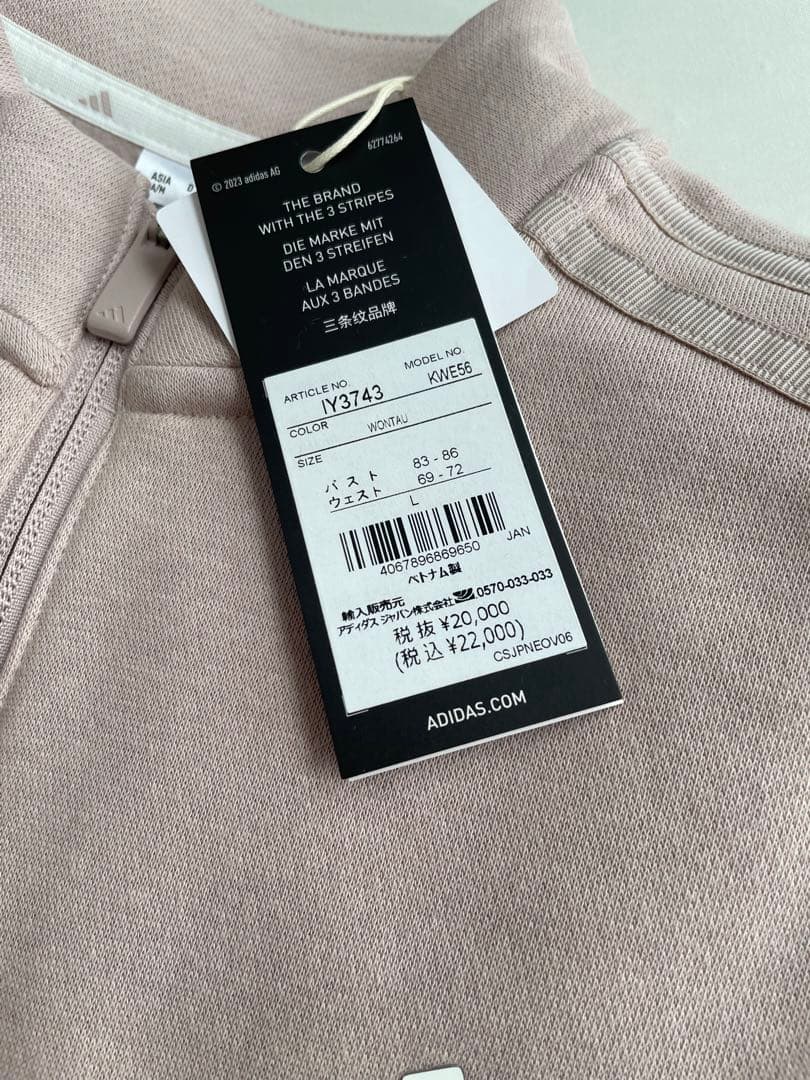 ASIA
A/M
D
© 2023 adidas AG
62774264
THE BRAND
WITH THE 3 STRIPES
DIE MARKE MIT
DEN 3 STREIFEN
LA MARQUE
AUX 3 BANDES
三条纹品牌
ARTICLE NO. MODEL NO.
IY3743 KWE56
COLOR WONTAU
SIZE
バスト 83 - 86
ウェスト 69 - 72
L
4067896869650 JAN
ベトナム製
輸入販売元
アディダス ジャパン株式会社 0570-033-033
税抜 ¥20,000
(税込 ¥22,000)
CSJPNEOV06
ADIDAS.COM